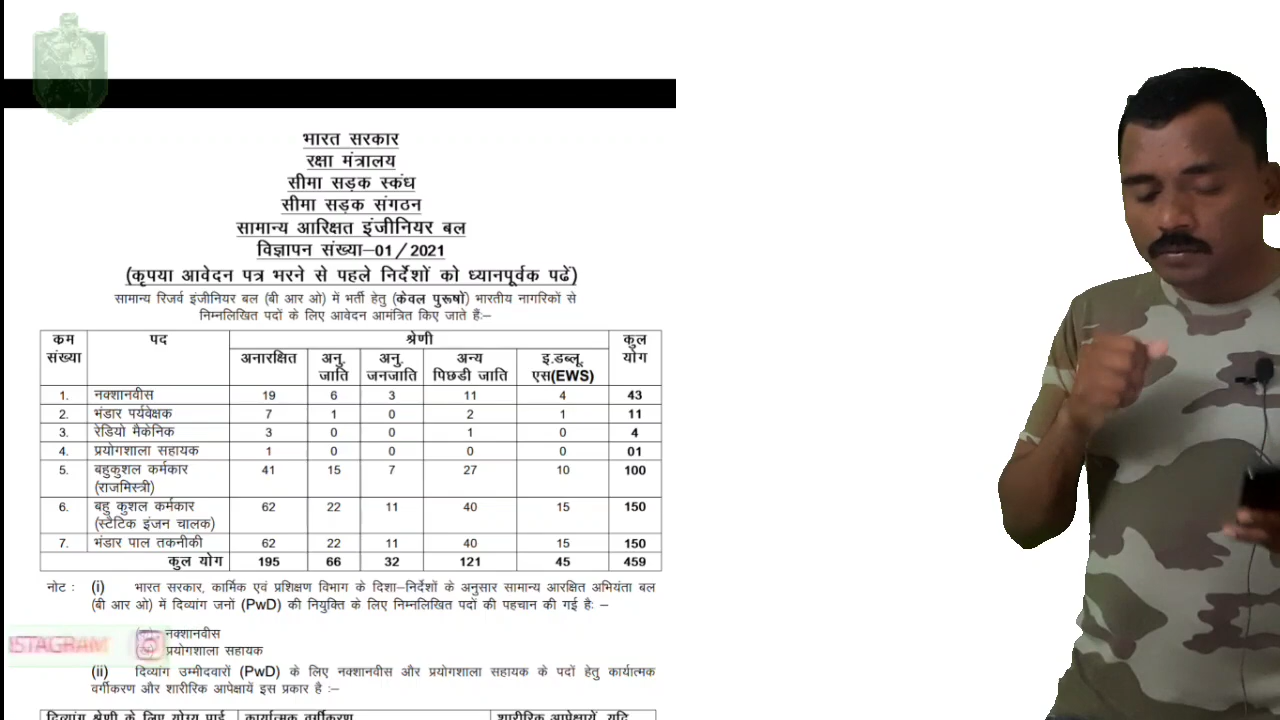 भारत सरकार
रक्षा मंत्रालय
सीमा सड़क स्कंध
सीमा सड़क संगठन
सामान्य आरिक्षत इंजीनियर बल
विज्ञापन संख्या–01/2021
(कृपया आवेदन पत्र भरने से पहले निर्देशों को ध्यानपूर्वक पढें)
सामान्य रिजर्व इंजीनियर बल (बी आर ओ) में भर्ती हेतु (केवल पुरूषों) भारतीय नागरिकों से
निम्नलिखित पदों के लिए आवेदन आमंत्रित किए जाते हैं:–
कम संख्या पद श्रेणी कुल योग
अनारक्षित अनु. जाति अनु. जनजाति अन्य पिछडी जाति इ.डब्लू. एस(EWS)
1. नक्शानवीस 19 6 3 11 4 43
2. भंडार पर्यवेक्षक 7 1 0 2 1 11
3. रेडियो मैकेनिक 3 0 0 1 0 4
4. प्रयोगशाला सहायक 1 0 0 0 0 01
5. बहुकुशल कर्मकार (राजमिस्त्री) 41 15 7 27 10 100
6. बहु कुशल कर्मकार (स्टैटिक इंजन चालक) 62 22 11 40 15 150
7. भंडार पाल तकनीकी 62 22 11 40 15 150
कुल योग 195 66 32 121 45 459
नोट : (i) भारत सरकार, कार्मिक एवं प्रशिक्षण विभाग के दिशा–निर्देशों के अनुसार सामान्य आरक्षित अभियंता बल
(बी आर ओ) में दिव्यांग जनों (PwD) की नियुक्ति के लिए निम्नलिखित पदों की पहचान की गई है: –
नक्शानवीस
STAGRAM
प्रयोगशाला सहायक
(ii) दिव्यांग उम्मीदवारों (PwD) के लिए नक्शानवीस और प्रयोगशाला सहायक के पदों हेतु कार्यात्मक
वर्गीकरण और शारीरिक आपेक्षायें इस प्रकार है :–
दिव्यांग श्रेणी के लिए योग्य पाई कार्यात्मक वर्गीकरण शारीरिक आपेक्षायें, यदि